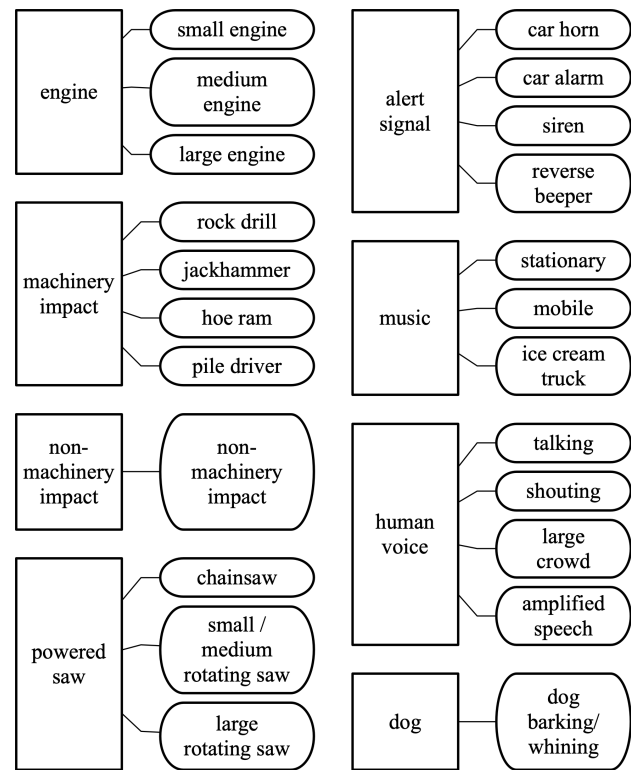 engine
small engine
medium
engine
large engine
machinery
impact
rock drill
jackhammer
hoe ram
pile driver
non-
machinery
impact
non-
machinery
impact
powered
saw
chainsaw
small /
medium
rotating saw
large
rotating saw
alert
signal
car horn
car alarm
siren
reverse
beeper
music
stationary
mobile
ice cream
truck
human
voice
talking
shouting
large
crowd
amplified
speech
dog
dog
barking/
whining